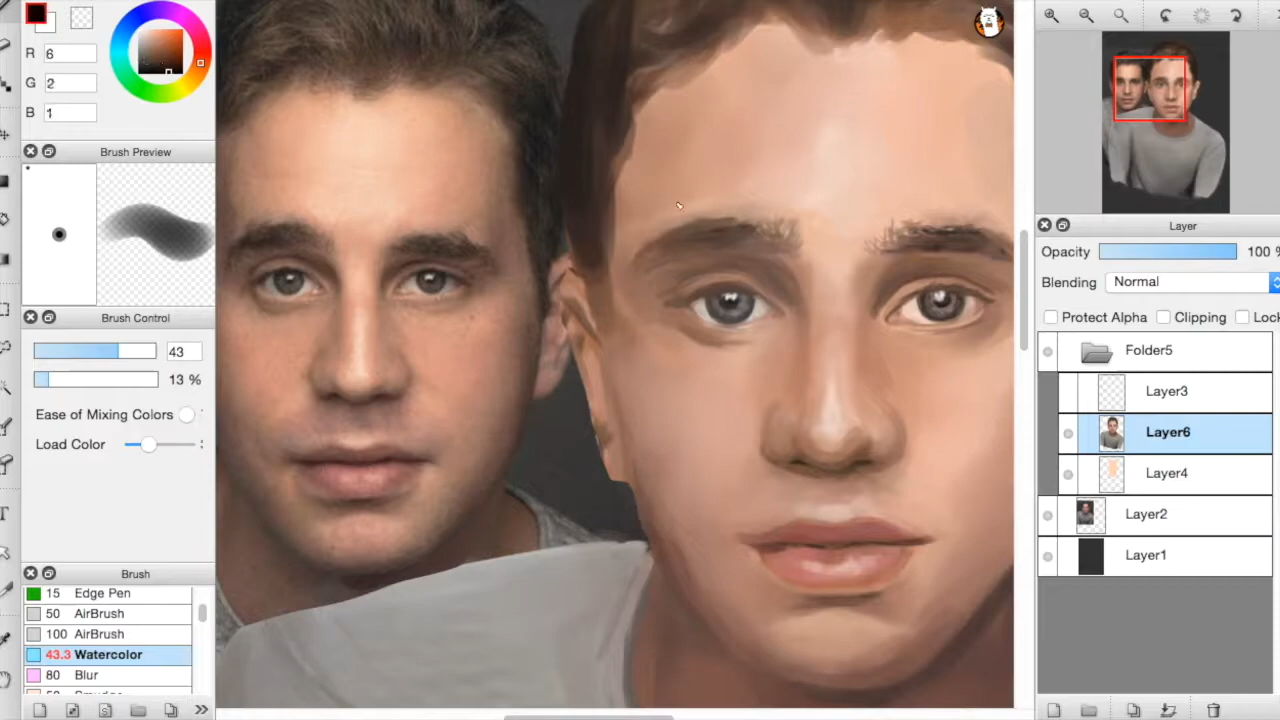 R 6
G 2
B 1
Brush Preview
Brush Control
43
13 %
Ease of Mixing Colors
Load Color
Brush
15 Edge Pen
50 AirBrush
100 AirBrush
43.3 Watercolor
80 Blur
Layer
Opacity 100 %
Blending Normal
Protect Alpha Clipping Lock
Folder5
Layer3
Layer6
Layer4
Layer2
Layer1